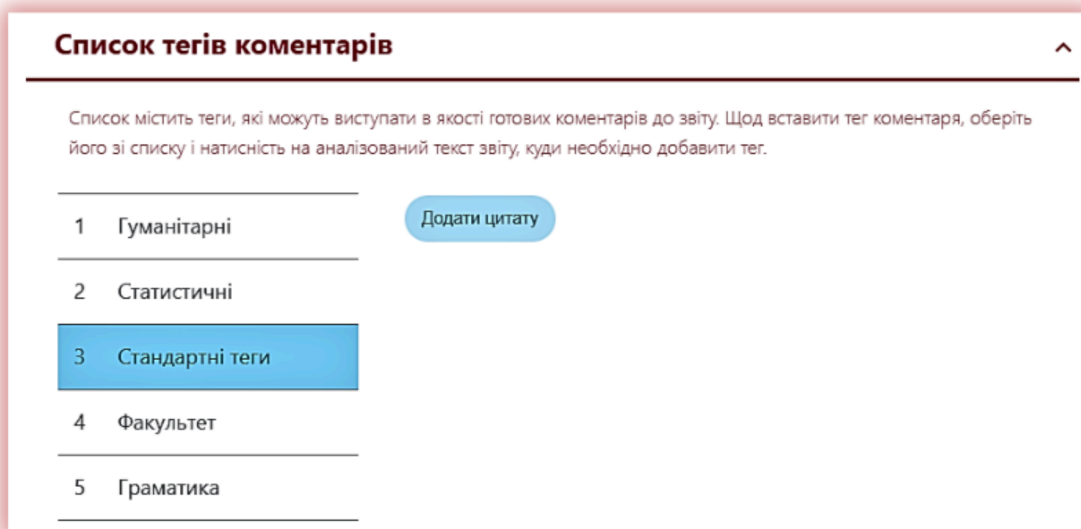 Список тегів коментарів
Список містить теги, які можуть виступати в якості готових коментарів до звіту. Щод вставити тег коментаря, оберіть
його зі списку і натисність на аналізований текст звіту, куди необхідно добавити тег.
1 Гуманітарні
Додати цитату
2 Статистичні
3 Стандартні теги
4 Факультет
5 Граматика